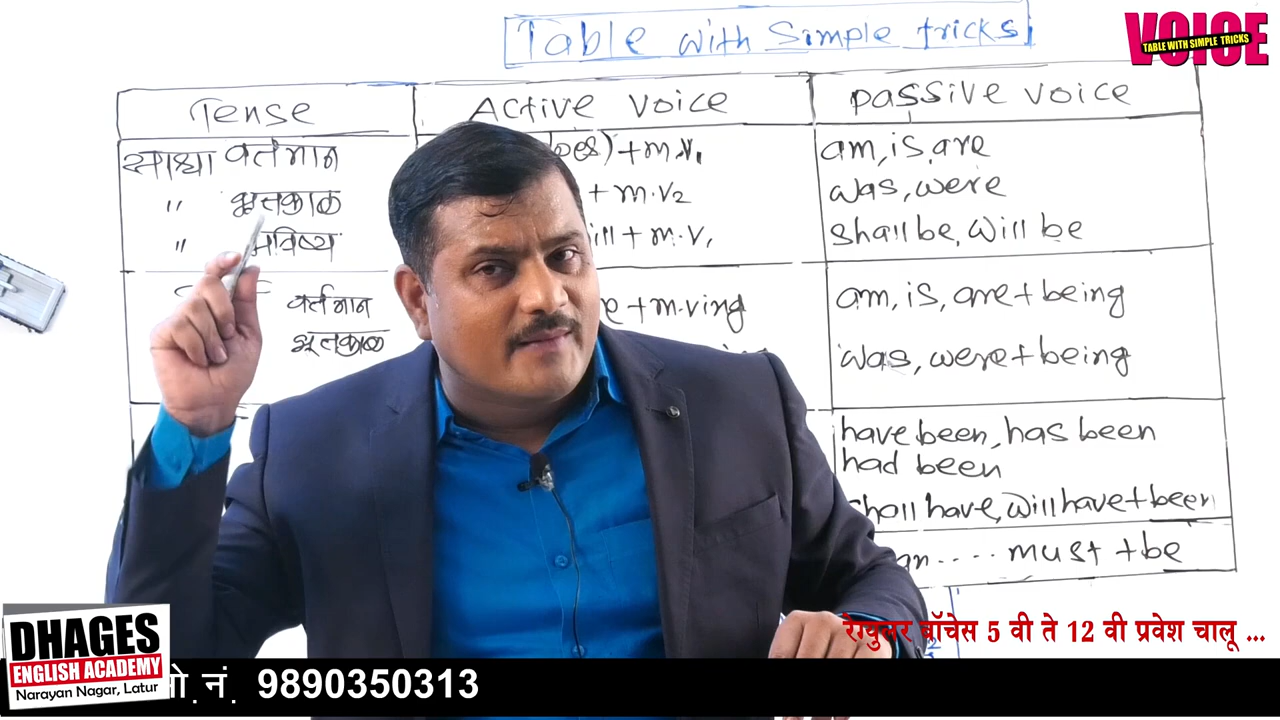 Table with Simple tricks
VOICE
TABLE WITH SIMPLE TRICKS
Tense
Active voice
passive voice
साधा वर्तमान
+ m.v₁
am, is, are
" भूतकाळ
+ m.v₂
was, were
" भविष्य
ill + m.v₁
shall be, will be
वर्तमान
+ m.ving
am, is, are + being
भूतकाळ
was, were + being
have been, has been
had been
shall have, will have + been
.... must + be
रेग्युलर बॉचेस 5 वी ते 12 वी प्रवेश चालू ...
DHAGES
ENGLISH ACADEMY
Narayan Nagar, Latur
नं. 9890350313